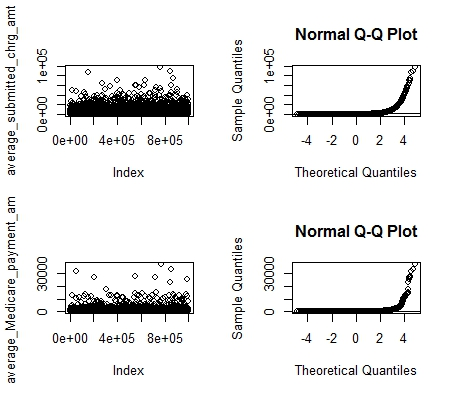 average_submitted_chrg_amt
0e+00 1e+05
0e+00 4e+05 8e+05
Index
Normal Q-Q Plot
Sample Quantiles
0e+00 1e+05
-4 -2 0 2 4
Theoretical Quantiles
average_Medicare_payment_am
0 30000
0e+00 4e+05 8e+05
Index
Normal Q-Q Plot
Sample Quantiles
0 30000
-4 -2 0 2 4
Theoretical Quantiles